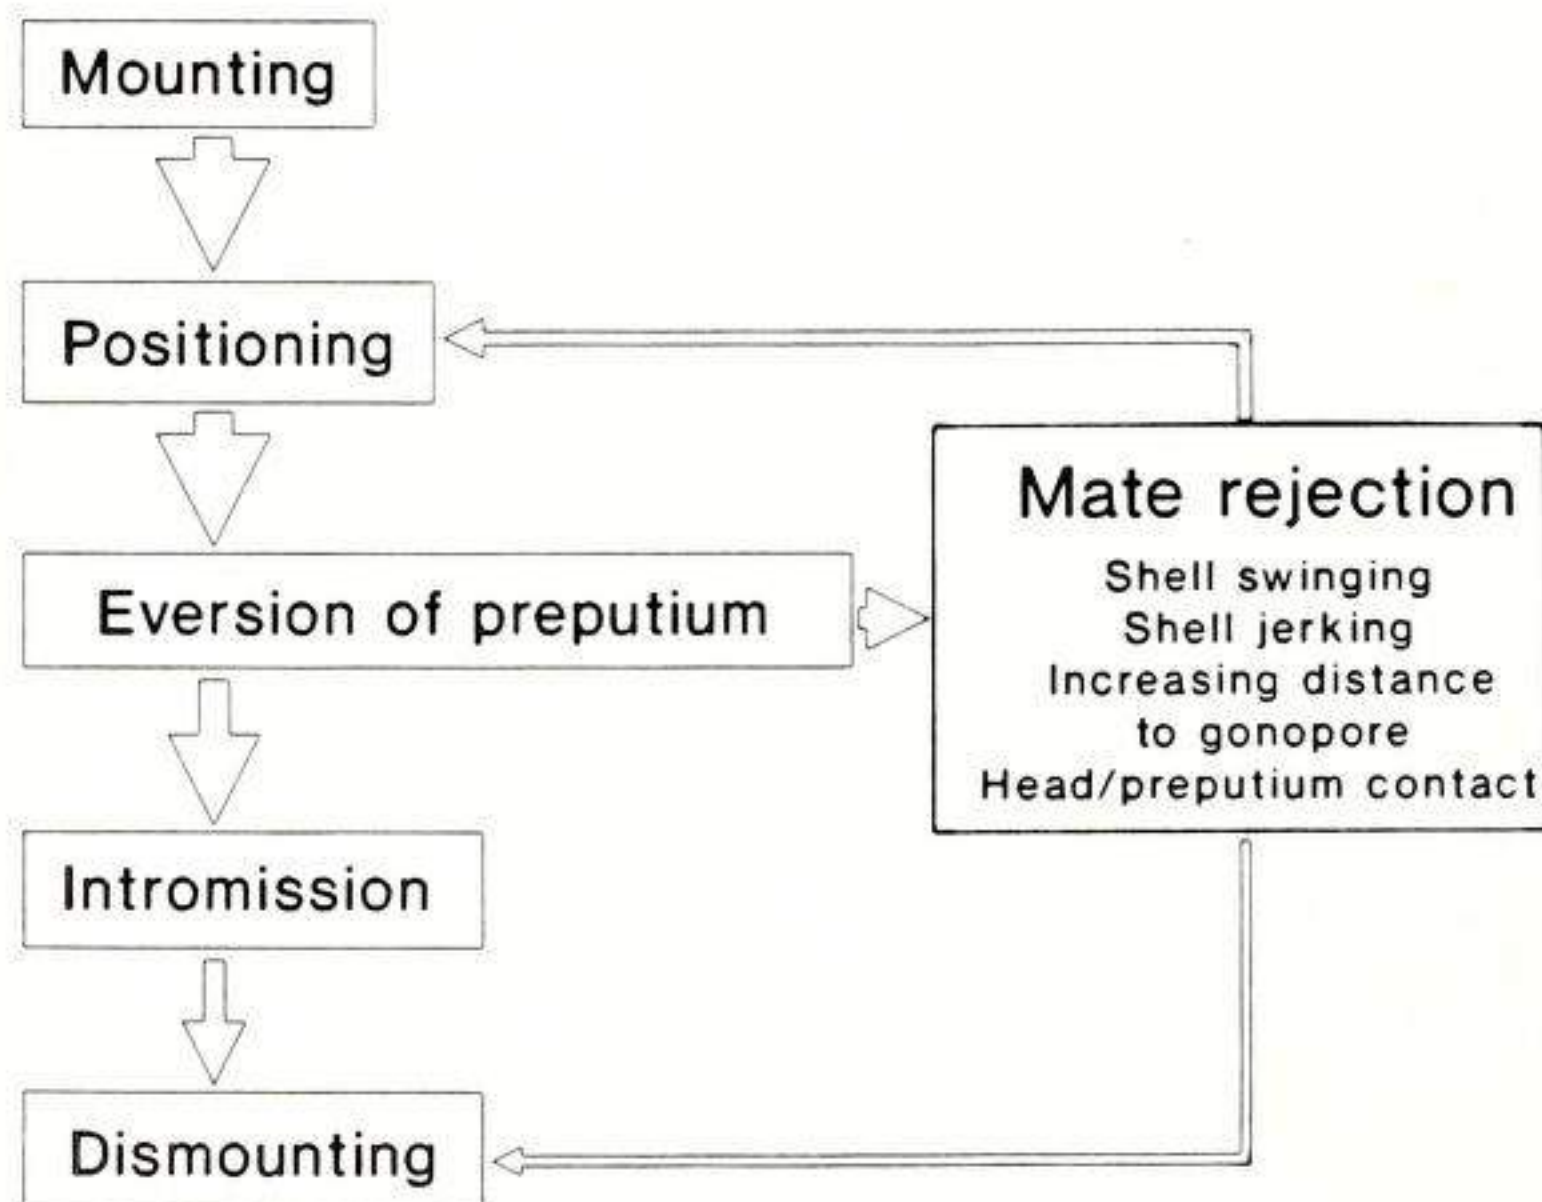 Mounting
Positioning
Eversion of preputium
Mate rejection
Shell swinging
Shell jerking
Increasing distance
to gonopore
Head/preputium contact
Intromission
Dismounting